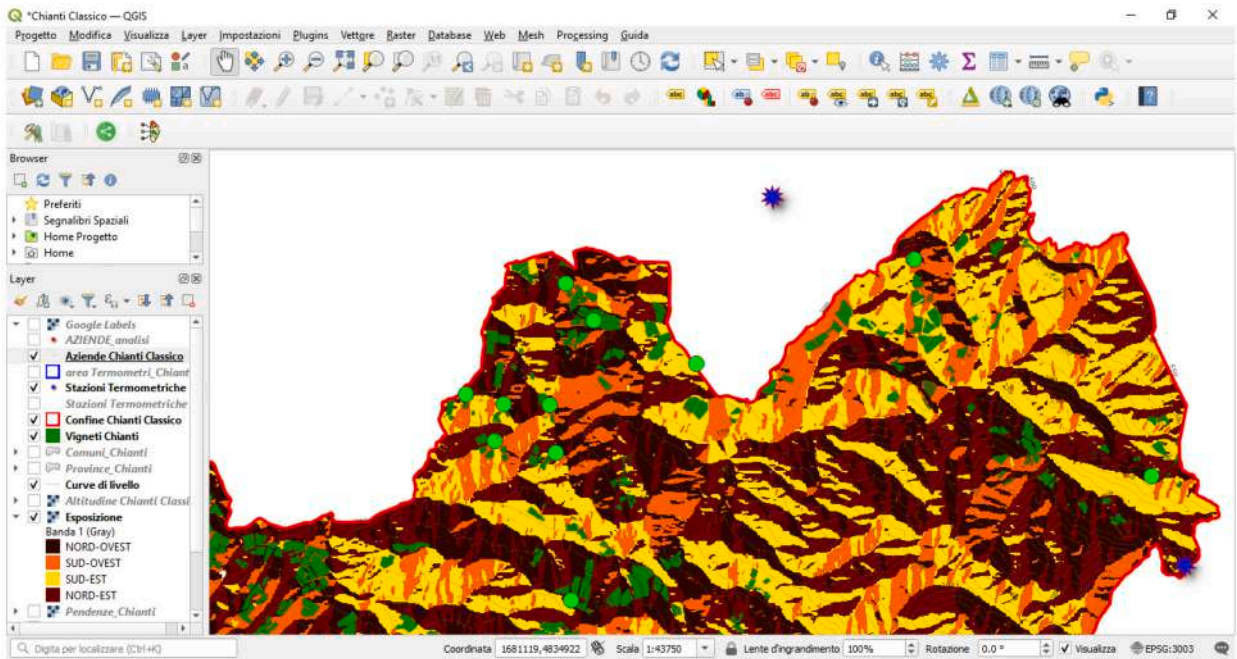 *Chianti Classico — QGIS
Progetto Modifica Visualizza Layer Impostazioni Plugins Vettore Raster Database Web Mesh Processing Guida
Browser
Preferiti
Segnalibri Spaziali
Home Progetto
Home
Layer
Google Labels
AZIENDE_analisi
Aziende Chianti Classico
area Termometri_Chiant
Stazioni Termometriche
Stazioni Termometriche
Confine Chianti Classico
Vigneti Chianti
Comuni_Chianti
Province_Chianti
Curve di livello
Altitudine Chianti Classi
Esposizione
Banda 1 (Gray)
NORD-OVEST
SUD-OVEST
SUD-EST
NORD-EST
Pendenze_Chianti
Digita per localizzare (Ctrl+K) Coordinata 1681119,4834922 Scala 1:43750 Lente d'ingrandimento 100% Rotazione 0.0 ° Visualizza EPSG:3003